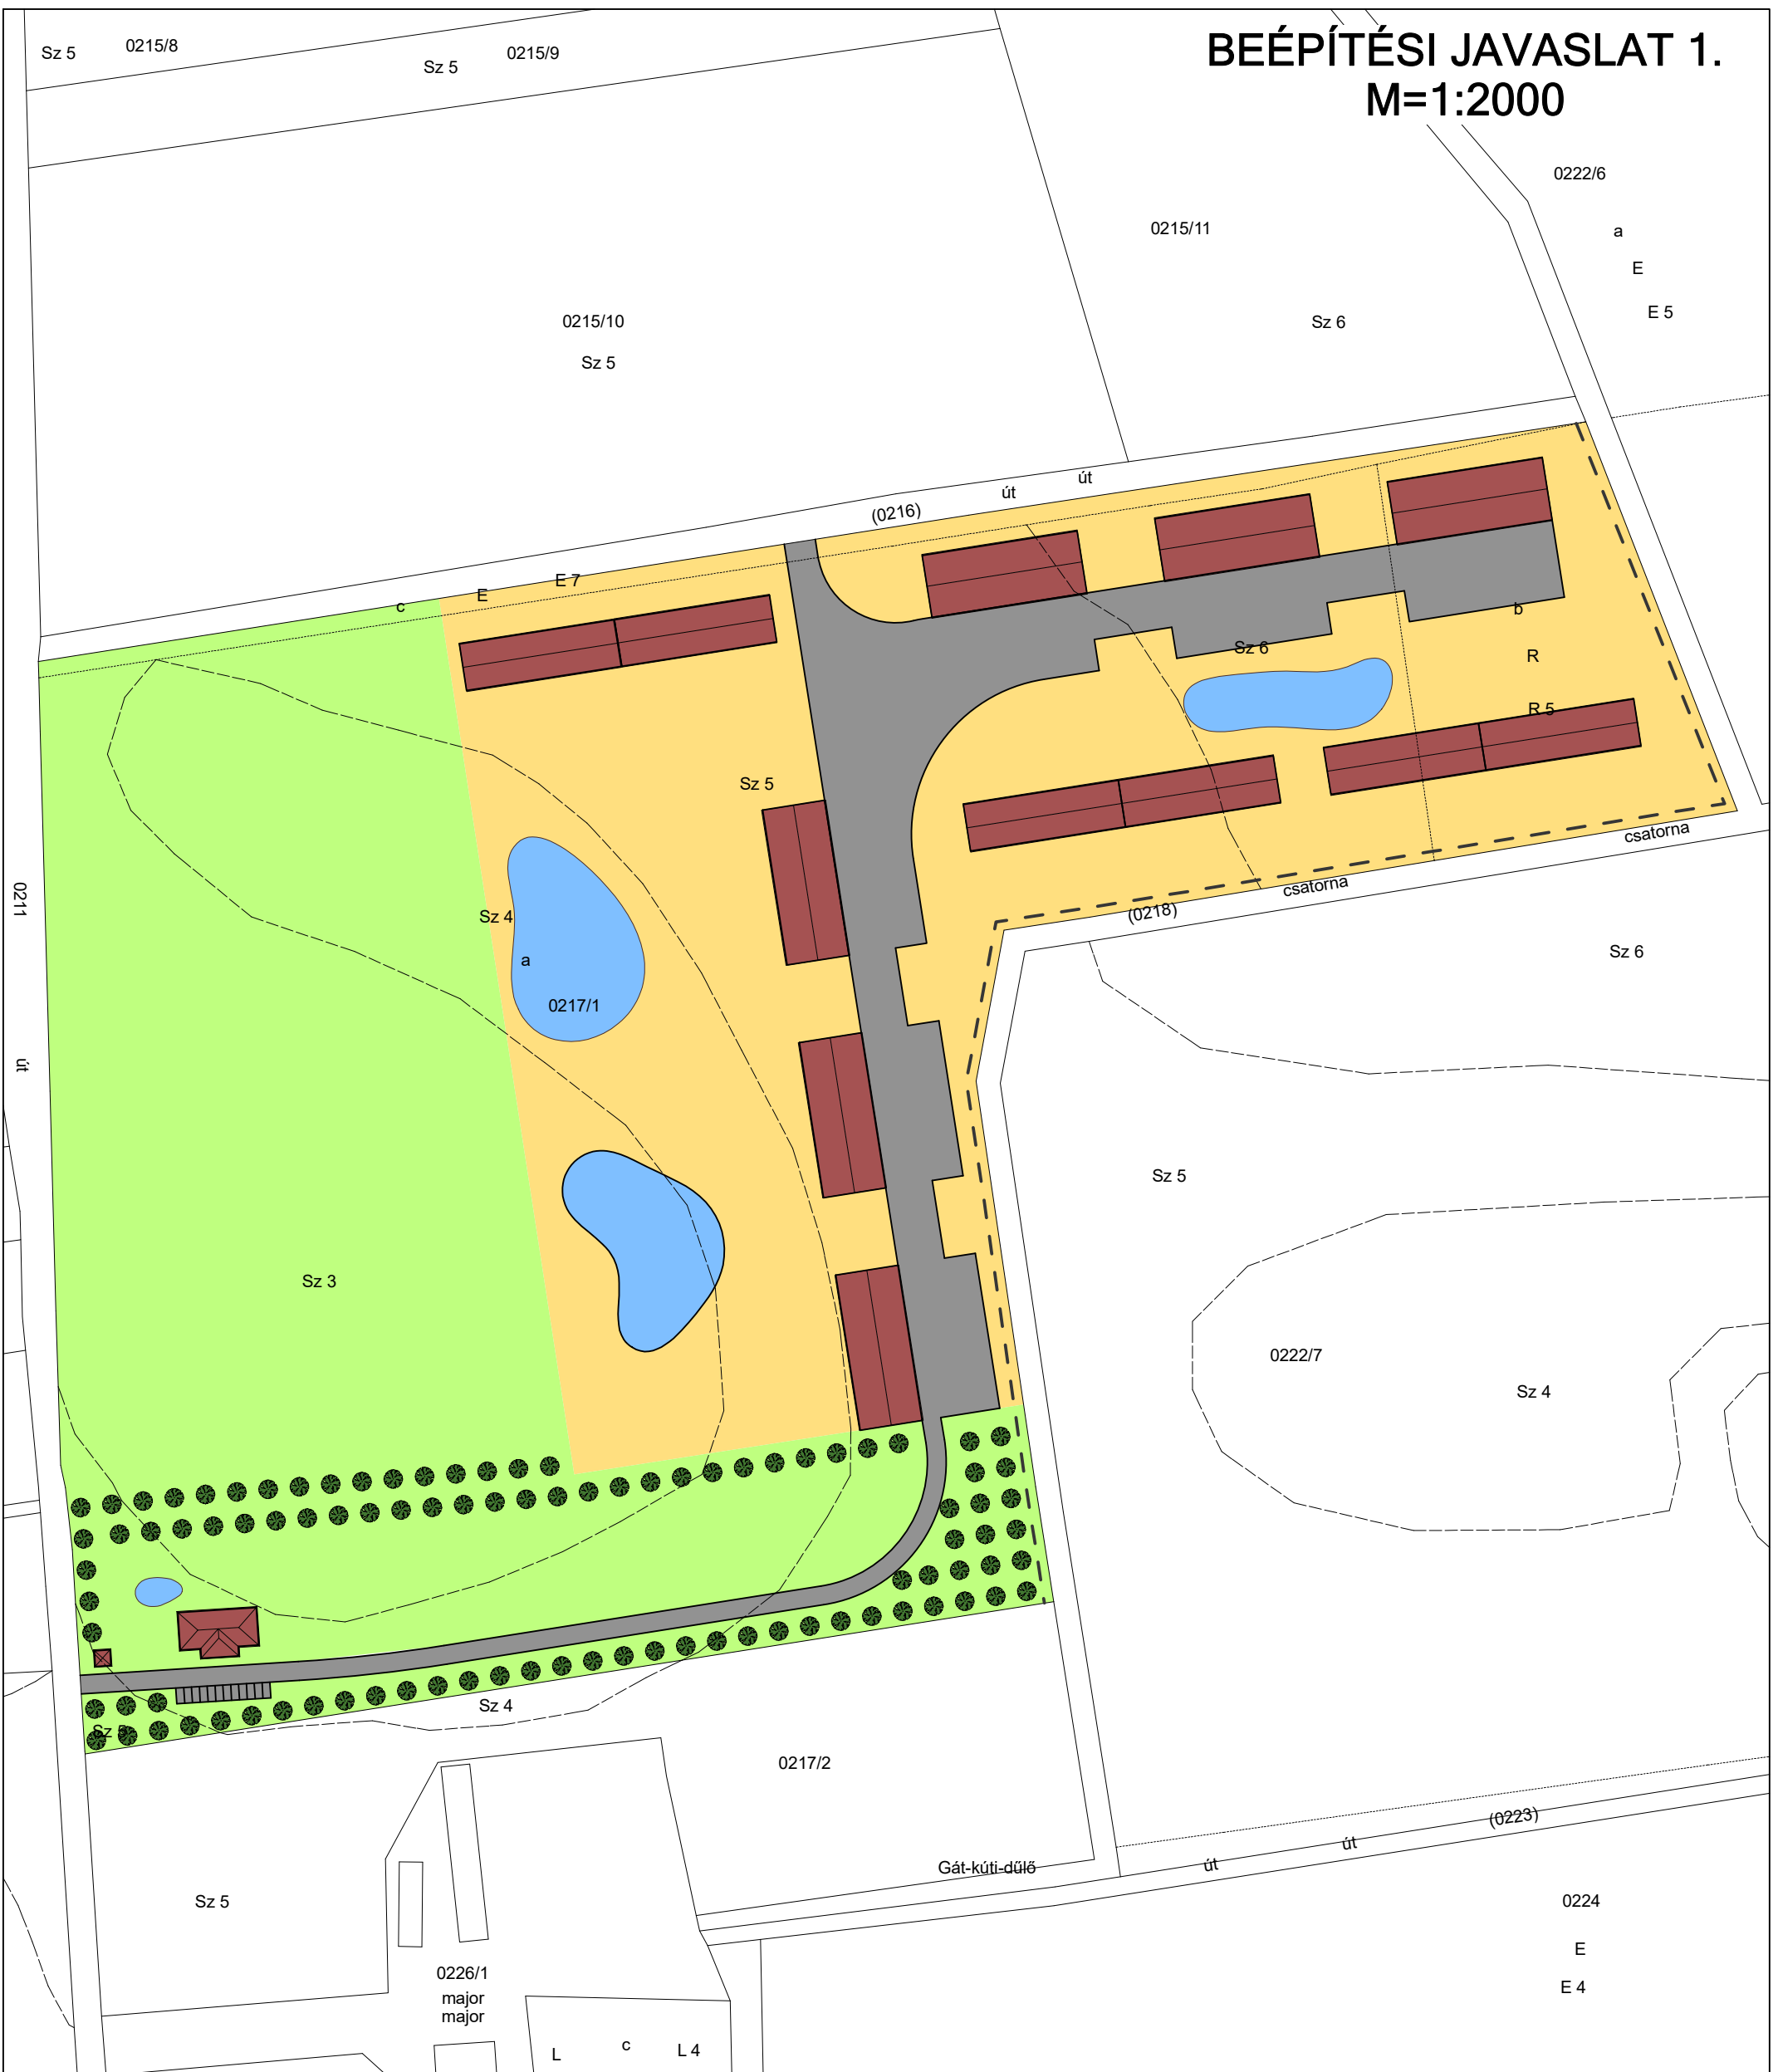 BEÉPÍTÉSI JAVASLAT 1.
M=1:2000
Sz 5
0215/8
Sz 5
0215/9
0222/6
a
E
E 5
0215/11
Sz 6
0215/10
Sz 5
út
út
(0216)
E 7
E
c
b
Sz 6
R
R 5
Sz 5
csatorna
csatorna
(0218)
0211
út
Sz 4
a
0217/1
Sz 6
Sz 5
Sz 3
0222/7
Sz 4
Sz 4
Sz 5
0217/2
(0223)
út
út
Gát-kúti-dűlő
Sz 5
0224
E
E 4
0226/1
major
major
L
c
L 4